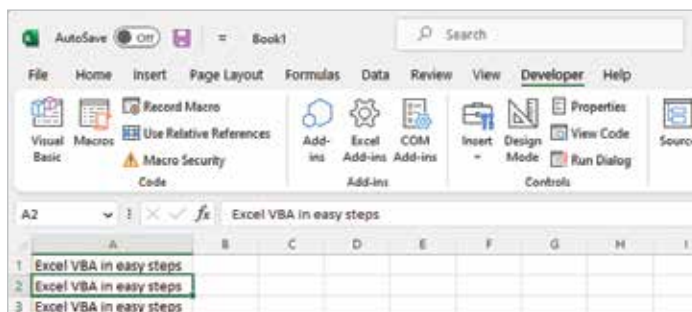 AutoSave Off Book1 Search
File Home Insert Page Layout Formulas Data Review View Developer Help
Visual Basic
Macros
Record Macro
Use Relative References
Macro Security
Code
Add-ins
Excel Add-ins
COM Add-ins
Add-ins
Insert
Design Mode
Properties
View Code
Run Dialog
Controls
Source
A2 fx Excel VBA in easy steps
A B C D E F G H I
1 Excel VBA in easy steps
2 Excel VBA in easy steps
3 Excel VBA in easy steps